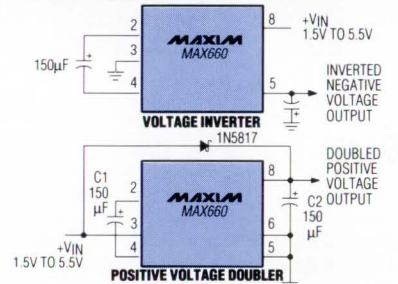 2
8
+VIN
1.5V TO 5.5V
MAXIM
MAX660
150µF
+
3
4
5
INVERTED
NEGATIVE
VOLTAGE
OUTPUT
+
VOLTAGE INVERTER
1N5817
DOUBLED
POSITIVE
VOLTAGE
OUTPUT
C1
150
µF
+
2
8
MAXIM
MAX660
+
C2
150
µF
3
6
+VIN
1.5V TO 5.5V
4
5
POSITIVE VOLTAGE DOUBLER